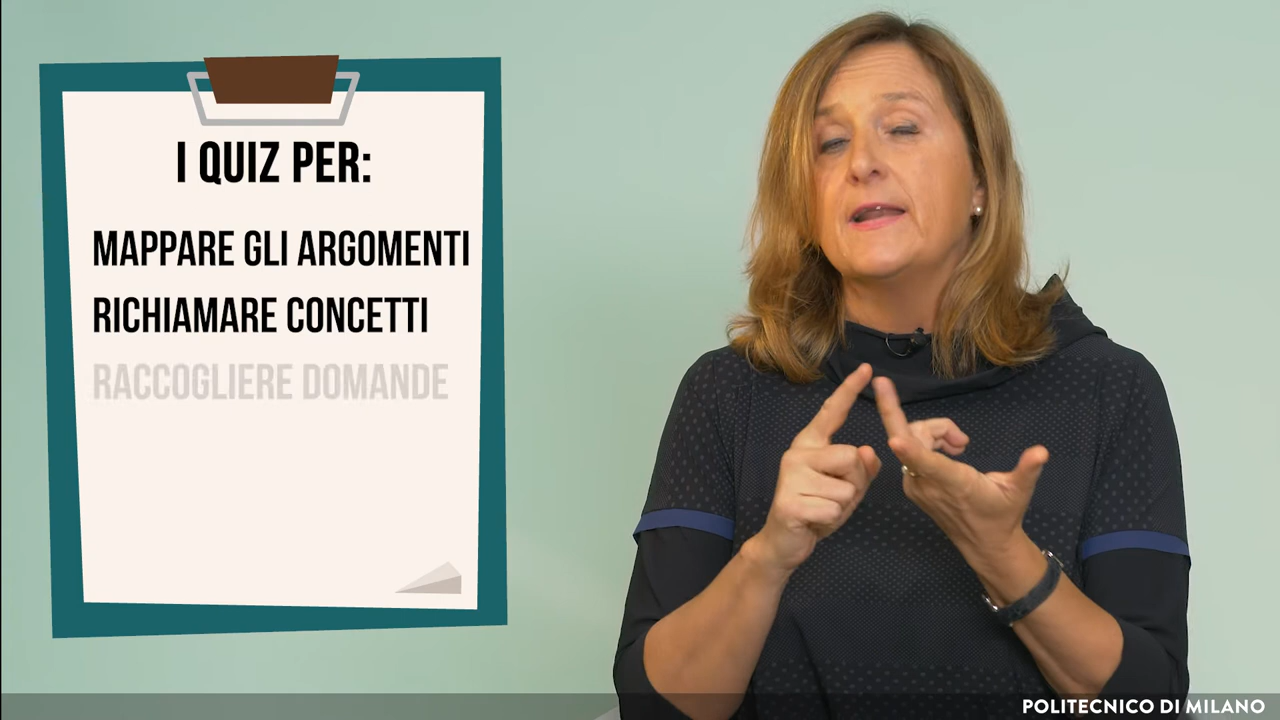 I QUIZ PER:
MAPPARE GLI ARGOMENTI
RICHIAMARE CONCETTI
RACCOGLIERE DOMANDE
POLITECNICO DI MILANO